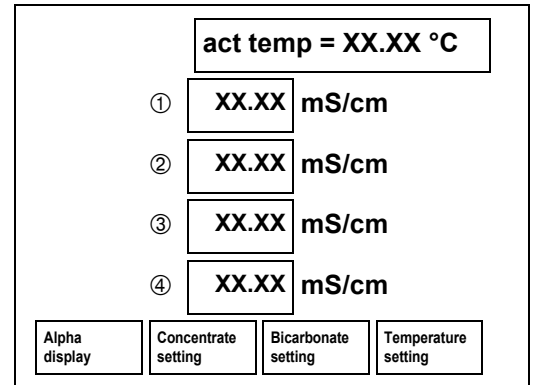 act temp = XX.XX °C
① XX.XX mS/cm
② XX.XX mS/cm
③ XX.XX mS/cm
④ XX.XX mS/cm
Alpha display
Concentrate setting
Bicarbonate setting
Temperature setting